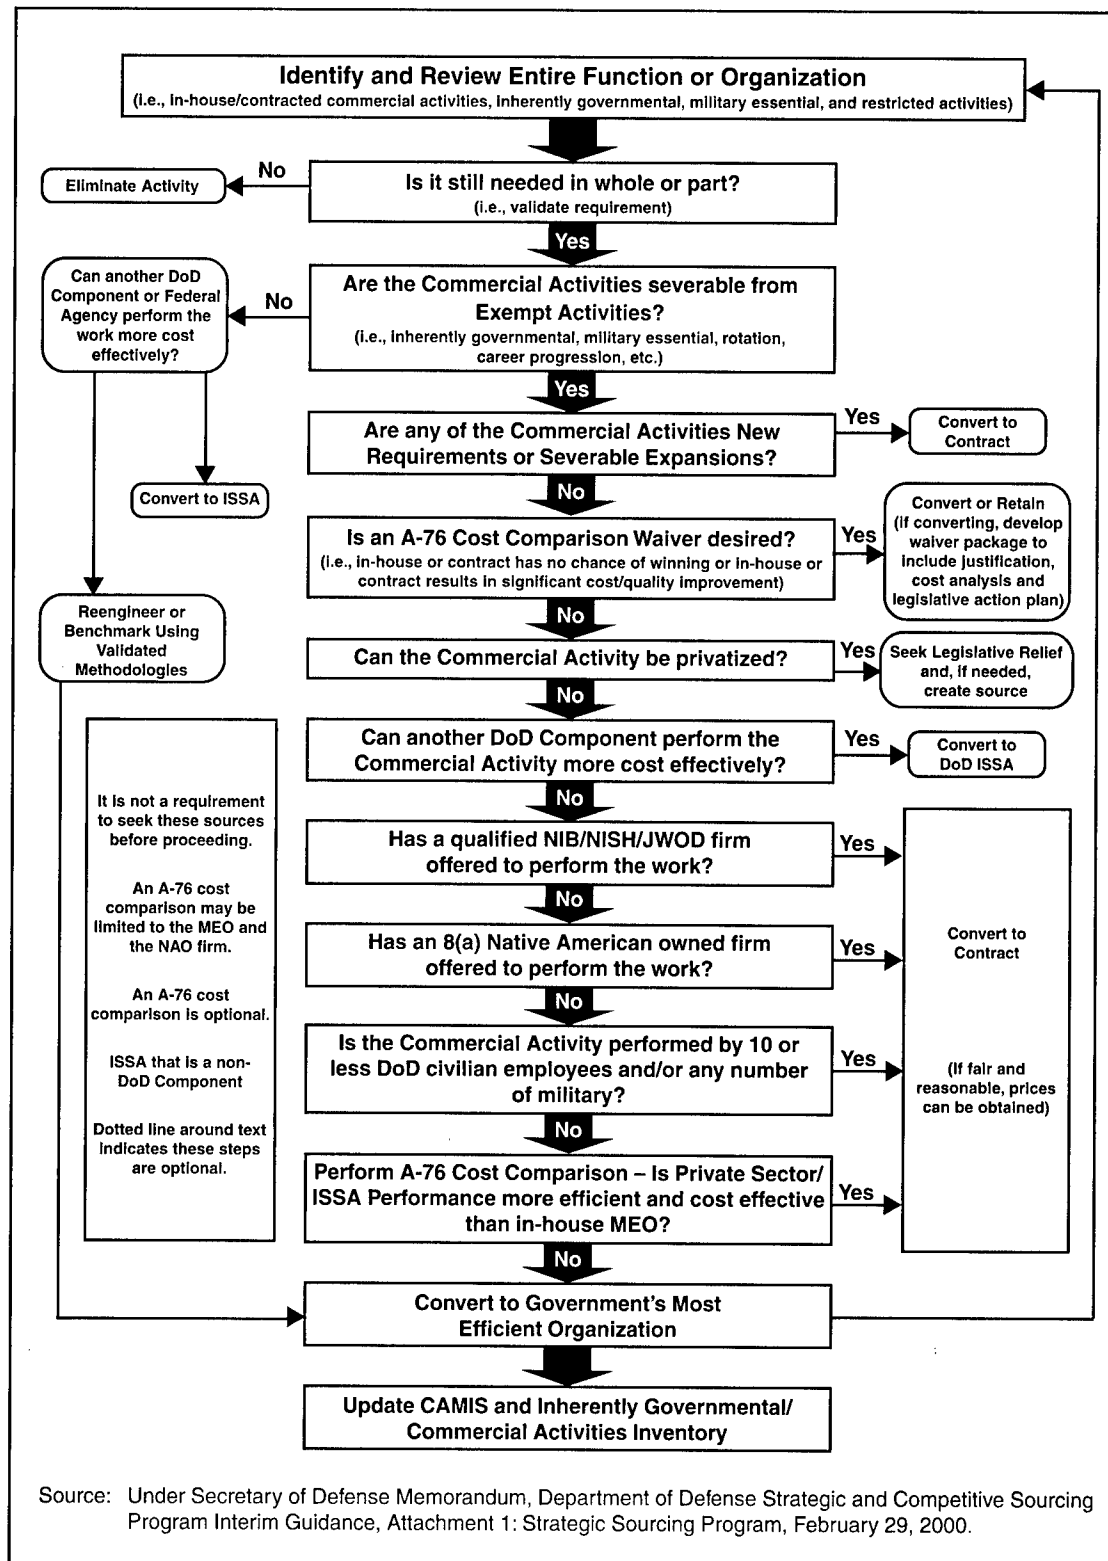 Identify and Review Entire Function or Organization
(i.e., in-house/contracted commercial activities, inherently governmental, military essential, and restricted activities)
No
Eliminate Activity
Is it still needed in whole or part?
(i.e., validate requirement)
Yes
Can another DoD
Component or Federal
Agency perform the
work more cost
effectively?
No
Are the Commercial Activities severable from
Exempt Activities?
(i.e., inherently governmental, military essential, rotation,
career progression, etc.)
Yes
Are any of the Commercial Activities New
Requirements or Severable Expansions?
Yes
Convert to
Contract
Convert to ISSA
No
Is an A-76 Cost Comparison Waiver desired?
(i.e., in-house or contract has no chance of winning or in-house or
contract results in significant cost/quality improvement)
Yes
Convert or Retain
(If converting, develop
waiver package to
include justification,
cost analysis and
legislative action plan)
Reengineer or
Benchmark Using
Validated
Methodologies
No
Can the Commercial Activity be privatized?
Yes
Seek Legislative Relief
and, if needed,
create source
No
Can another DoD Component perform the
Commercial Activity more cost effectively?
Yes
Convert to
DoD ISSA
No
It is not a requirement
to seek these sources
before proceeding.
An A-76 cost
comparison may be
limited to the MEO and
the NAO firm.
An A-76 cost
comparison is optional.
ISSA that is a non-
DoD Component
Dotted line around text
indicates these steps
are optional.
Has a qualified NIB/NISH/JWOD firm
offered to perform the work?
Yes
No
Has an 8(a) Native American owned firm
offered to perform the work?
Yes
Convert to
Contract
(If fair and
reasonable, prices
can be obtained)
No
Is the Commercial Activity performed by 10 or
less DoD civilian employees and/or any number
of military?
Yes
No
Perform A-76 Cost Comparison – Is Private Sector/
ISSA Performance more efficient and cost effective
than in-house MEO?
Yes
No
Convert to Government's Most
Efficient Organization
Update CAMIS and Inherently Governmental/
Commercial Activities Inventory
Source: Under Secretary of Defense Memorandum, Department of Defense Strategic and Competitive Sourcing
Program Interim Guidance, Attachment 1: Strategic Sourcing Program, February 29, 2000.